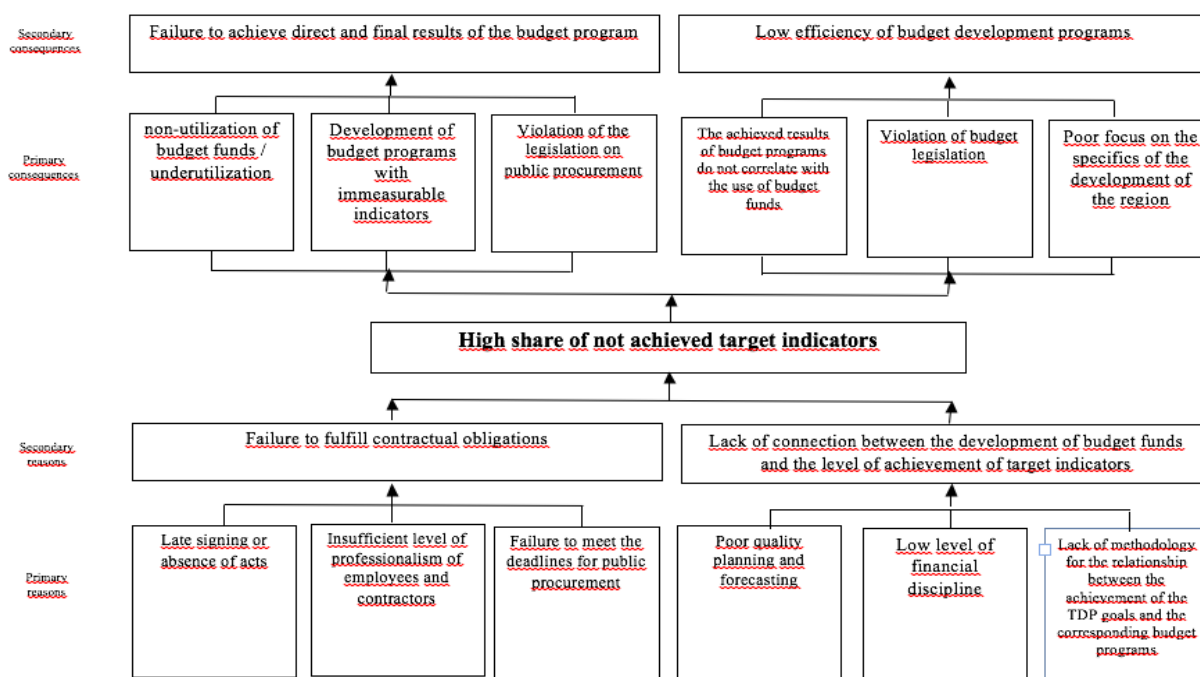 Secondary
consequences
Failure to achieve direct and final results of the budget program
Low efficiency of budget development programs
Primary
consequences
non-utilization of
budget funds /
underutilization
Development of
budget programs
with
immeasurable
indicators
Violation of the
legislation on
public procurement
The achieved results
of budget programs
do not correlate with
the use of budget
funds
Violation of budget
legislation
Poor focus on the
specifics of the
development of
the region
High share of not achieved target indicators
Secondary
reasons
Failure to fulfill contractual obligations
Lack of connection between the development of budget funds
and the level of achievement of target indicators
Primary
reasons
Late signing or
absence of acts
Insufficient level of
professionalism of
employees and
contractors
Failure to meet the
deadlines for public
procurement
Poor quality
planning and
forecasting
Low level of
financial
discipline
Lack of methodology
for the relationship
between the
achievement of the
TDP goals and the
corresponding budget
programs